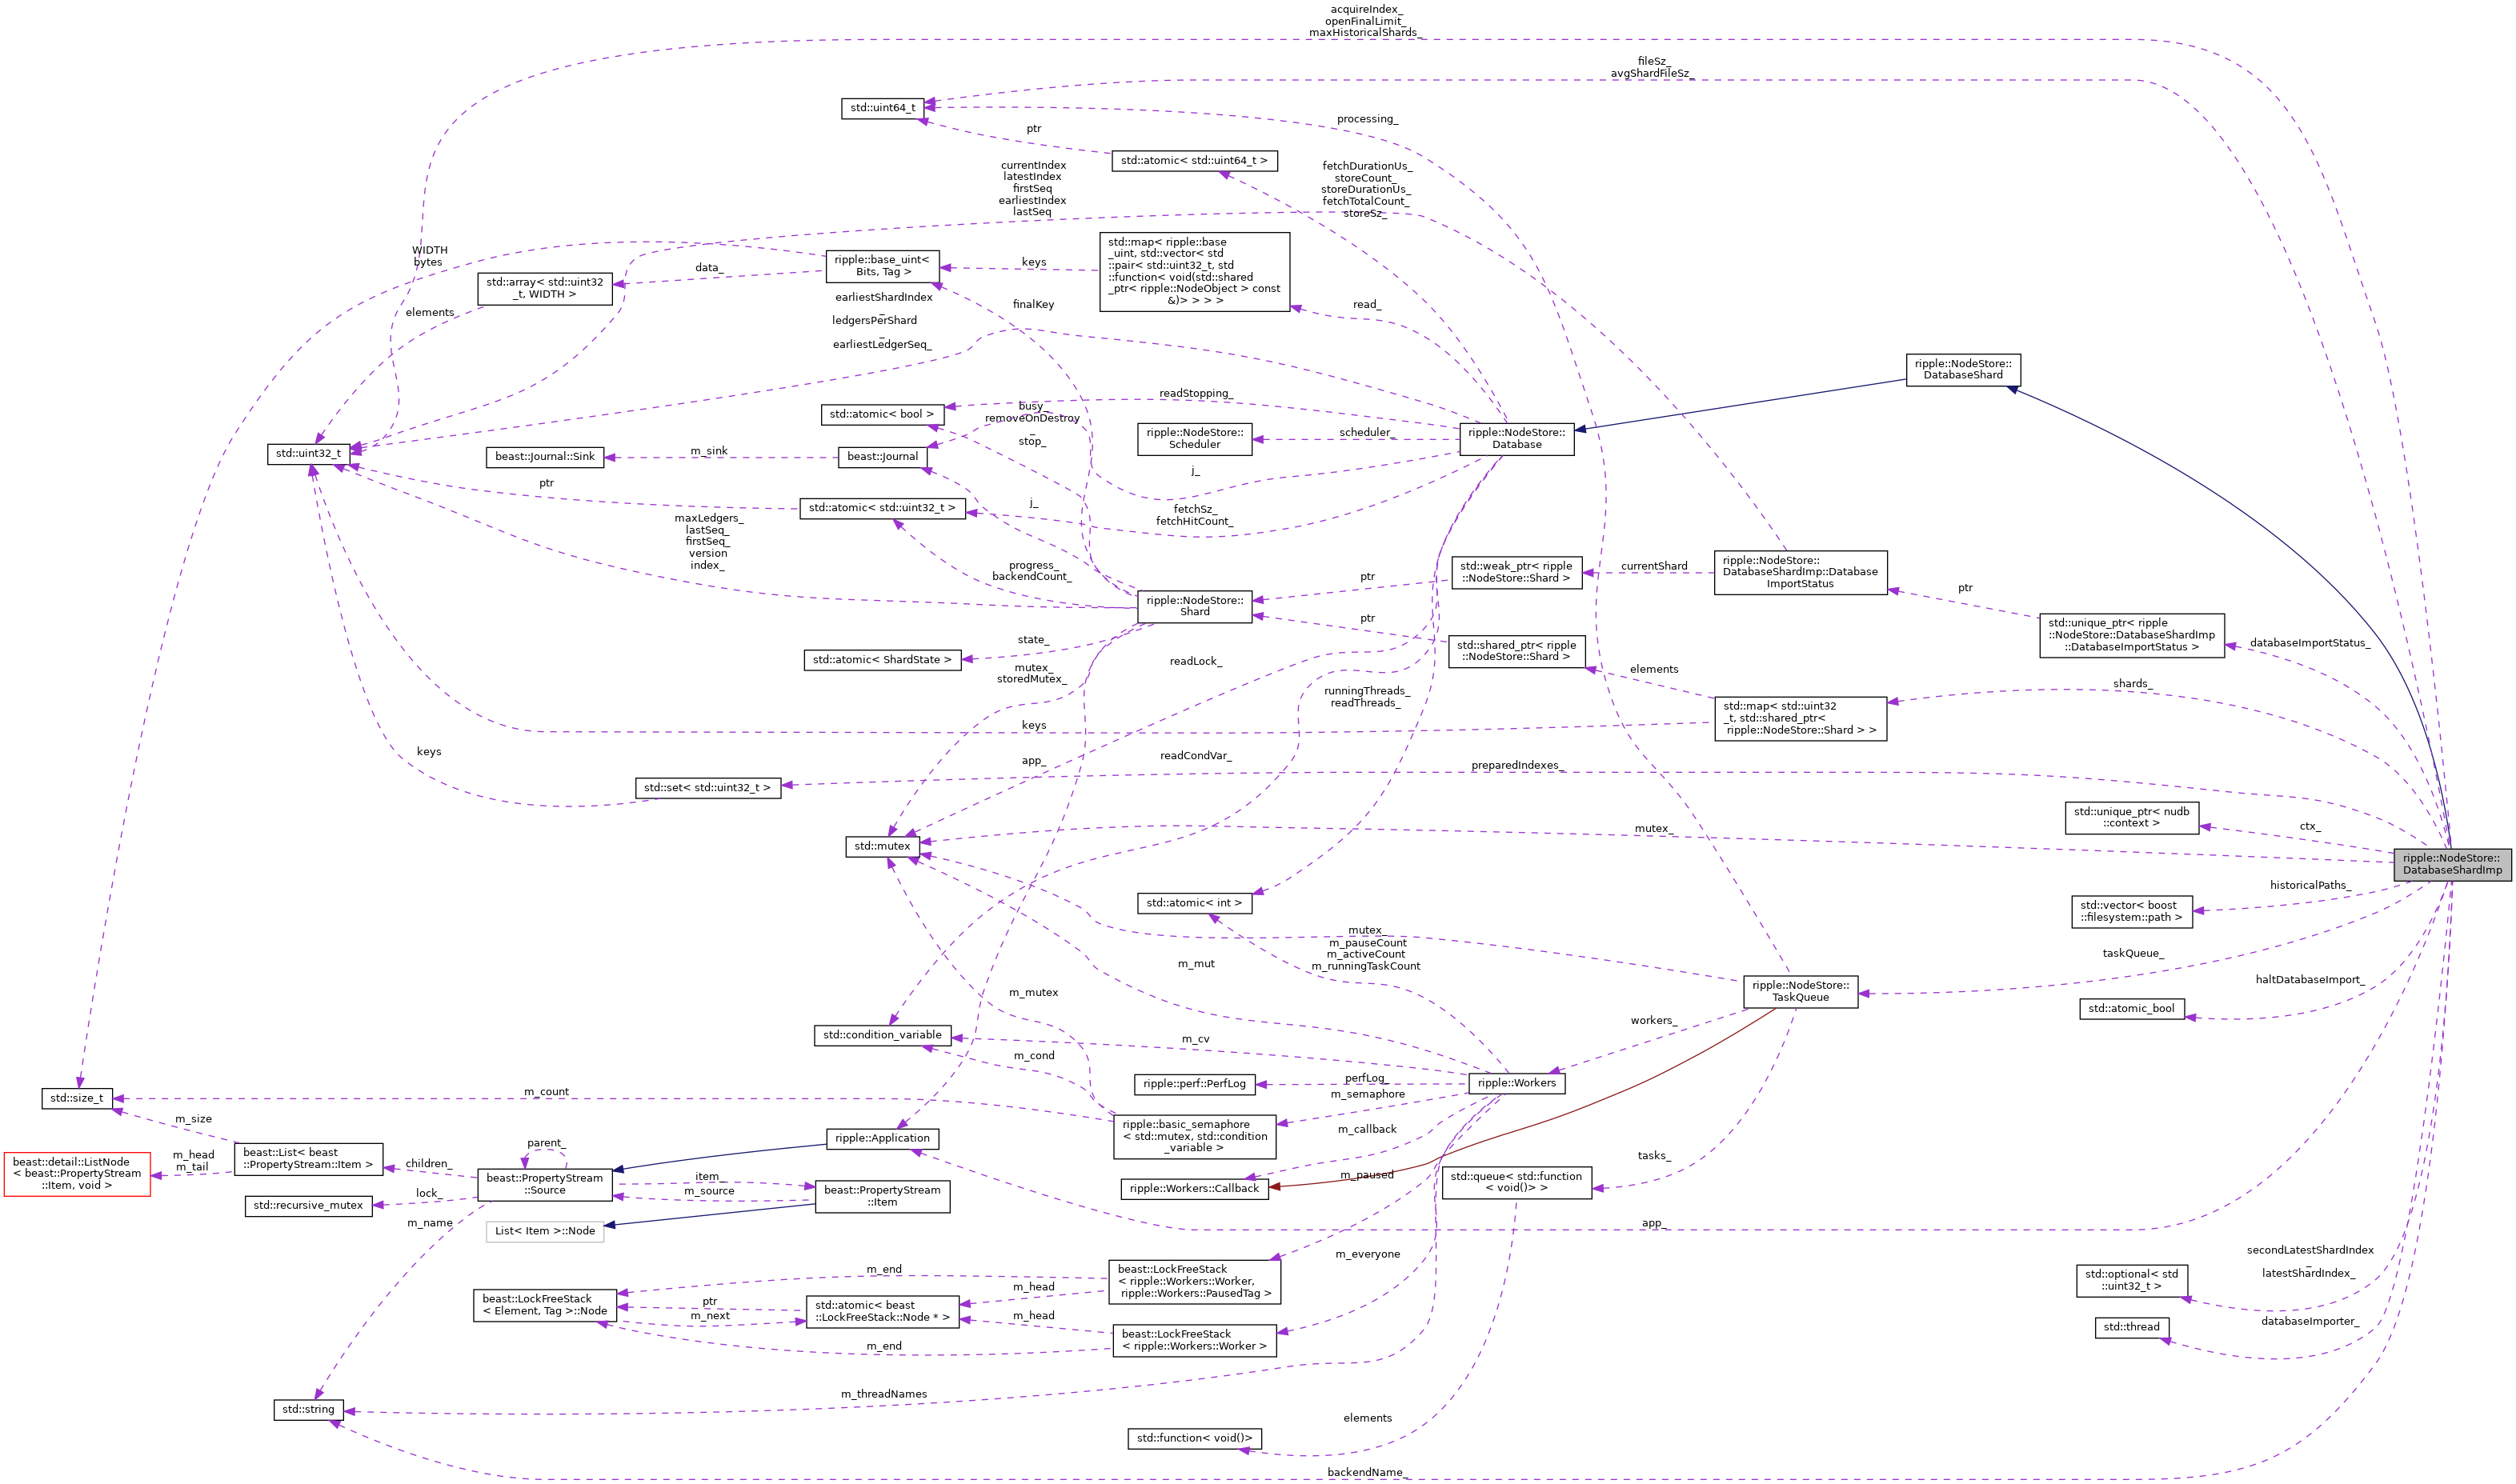 acquireIndex_
openFinalLimit_
maxHistoricalShards_
fileSz_
avgShardFileSz_
std::uint64_t
processing_
ptr
std::atomic< std::uint64_t >
currentIndex
latestIndex
firstSeq
earliestIndex
lastSeq
fetchDurationUs_
storeCount_
storeDurationUs_
fetchTotalCount_
storeSz_
WIDTH
bytes
ripple::base_uint<
Bits, Tag >
std::map< ripple::base
_uint, std::vector< std
::pair< std::uint32_t, std
::function< void(std::shared
_ptr< ripple::NodeObject > const
&)> > > >
keys
data_
std::array< std::uint32
_t, WIDTH >
elements
earliestShardIndex
_
ledgersPerShard
_
earliestLedgerSeq_
finalKey
read_
ripple::NodeStore::
DatabaseShard
readStopping_
std::atomic< bool >
busy_
removeOnDestroy
_
stop_
ripple::NodeStore::
Scheduler
scheduler_
ripple::NodeStore::
Database
std::uint32_t
beast::Journal::Sink
m_sink
beast::Journal
j_
ptr
std::atomic< std::uint32_t >
j_
fetchSz_
fetchHitCount_
maxLedgers_
lastSeq_
firstSeq_
version
index_
progress_
backendCount_
std::weak_ptr< ripple
::NodeStore::Shard >
currentShard
ripple::NodeStore::
DatabaseShardImp::Database
ImportStatus
ptr
ripple::NodeStore::
Shard
ptr
ptr
std::unique_ptr< ripple
::NodeStore::DatabaseShardImp
::DatabaseImportStatus >
databaseImportStatus_
state_
std::atomic< ShardState >
std::shared_ptr< ripple
::NodeStore::Shard >
mutex_
storedMutex_
readLock_
elements
shards_
runningThreads_
readThreads_
std::map< std::uint32
_t, std::shared_ptr<
ripple::NodeStore::Shard > >
keys
keys
app_
readCondVar_
preparedIndexes_
std::set< std::uint32_t >
std::unique_ptr< nudb
::context >
ctx_
mutex_
std::mutex
ripple::NodeStore::
DatabaseShardImp
historicalPaths_
std::vector< boost
::filesystem::path >
std::atomic< int >
mutex_
m_pauseCount
m_activeCount
m_runningTaskCount
taskQueue_
m_mut
haltDatabaseImport_
ripple::NodeStore::
TaskQueue
m_mutex
std::atomic_bool
workers_
std::condition_variable
m_cv
m_cond
ripple::perf::PerfLog
perfLog_
ripple::Workers
m_semaphore
std::size_t
m_count
m_size
ripple::basic_semaphore
< std::mutex, std::condition
_variable >
m_callback
ripple::Application
parent_
beast::List< beast
::PropertyStream::Item >
m_head
m_tail
beast::detail::ListNode
< beast::PropertyStream
::Item, void >
children_
tasks_
beast::PropertyStream
::Source
item_
m_source
beast::PropertyStream
::Item
m_paused
std::queue< std::function
< void()> >
ripple::Workers::Callback
lock_
std::recursive_mutex
m_name
List< Item >::Node
app_
m_everyone
secondLatestShardIndex
_
latestShardIndex_
beast::LockFreeStack
< ripple::Workers::Worker,
ripple::Workers::PausedTag >
m_end
m_head
std::optional< std
::uint32_t >
beast::LockFreeStack
< Element, Tag >::Node
ptr
m_next
std::atomic< beast
::LockFreeStack::Node * >
m_head
beast::LockFreeStack
< ripple::Workers::Worker >
m_end
std::thread
databaseImporter_
m_threadNames
std::string
elements
std::function< void()>
backendName_